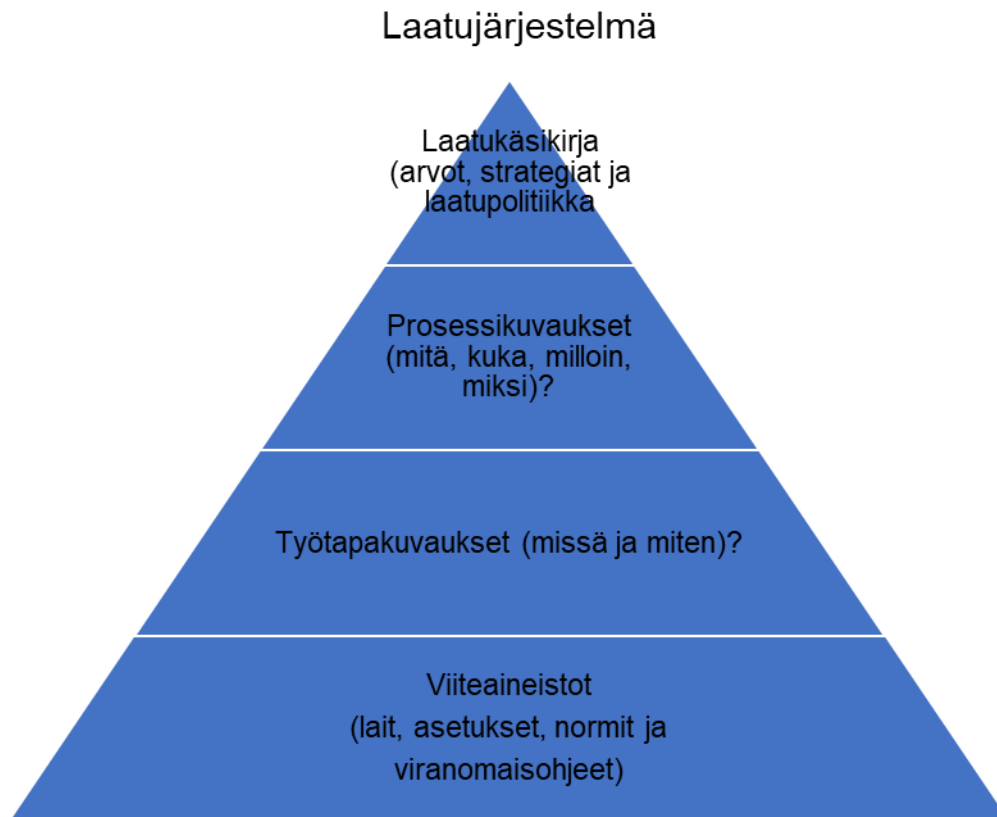 Laatujärjestelmä
Laatukäsikirja
(arvot, strategiat ja
laatupolitiikka
Prosessikuvaukset
(mitä, kuka, milloin,
miksi)?
Työtapakuvaukset (missä ja miten)?
Viiteaineistot
(lait, asetukset, normit ja
viranomaisohjeet)